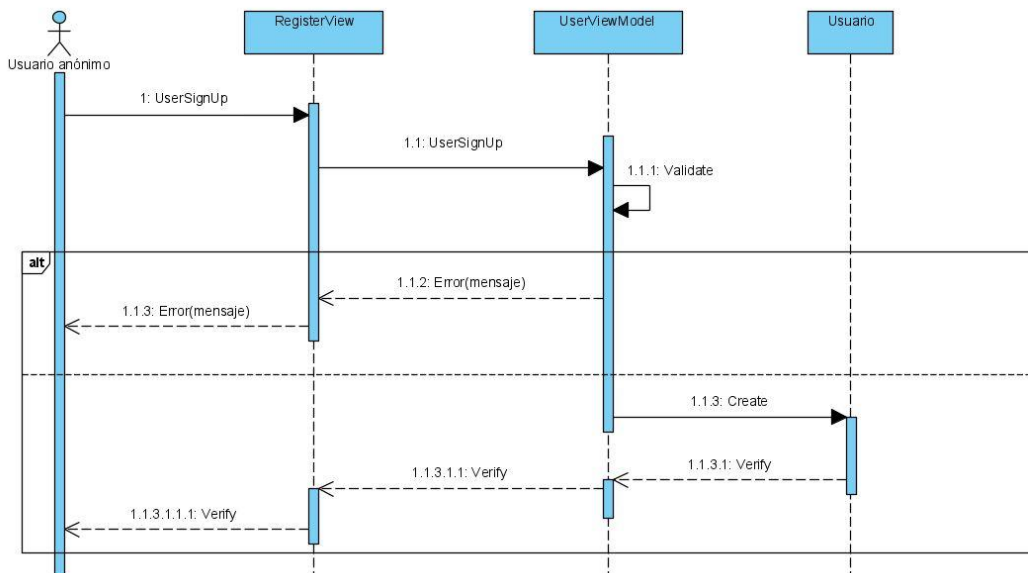 RegisterView
UserViewModel
Usuario
Usuario anónimo
1: UserSignUp
1.1: UserSignUp
1.1.1: Validate
alt
1.1.2: Error(mensaje)
1.1.3: Error(mensaje)
1.1.3: Create
1.1.3.1: Verify
1.1.3.1.1: Verify
1.1.3.1.1.1: Verify